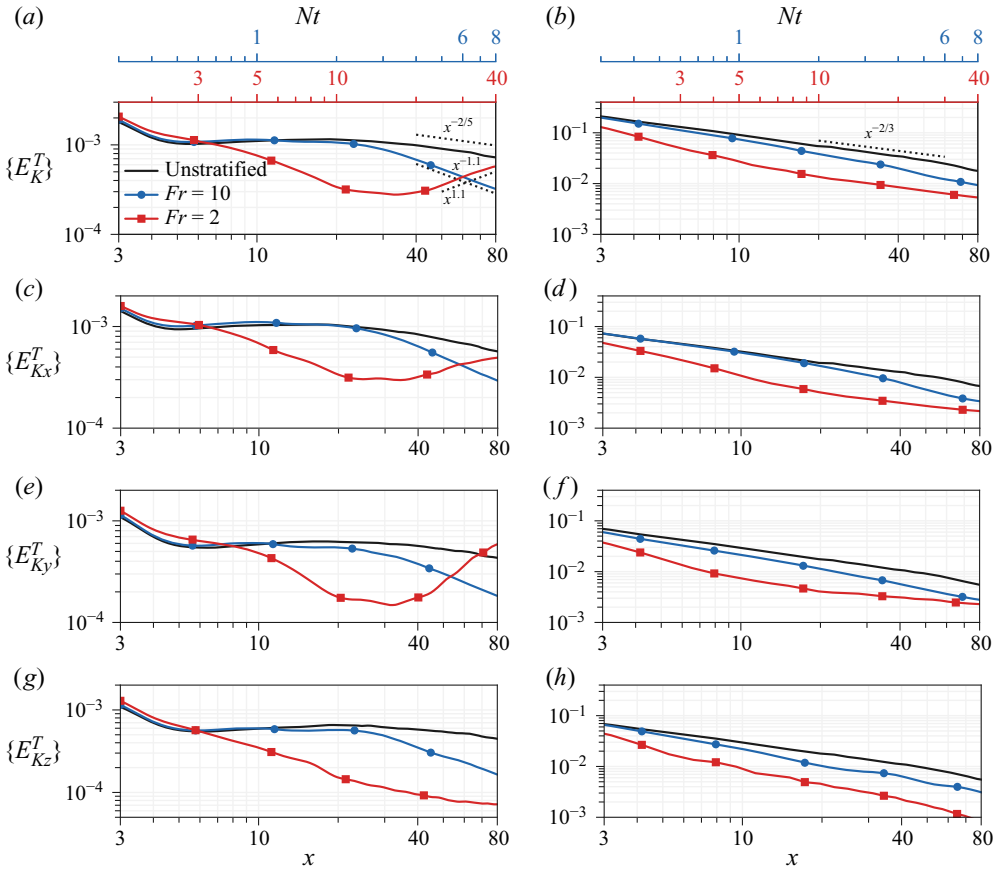 (a) Nt (b) Nt
1 6 8 1 6 8
3 5 10 40 3 5 10 40
{E_K^T} 10^{-3} 10^{-4} x^{-2/5} x^{-1.1} x^{1.1} 10^{-1} 10^{-2} 10^{-3} x^{-2/3}
Unstratified
Fr = 10
Fr = 2
3 10 20 40 80 3 10 40 80
(c) (d)
{E_{Kx}^T} 10^{-3} 10^{-4} 10^{-1} 10^{-2} 10^{-3}
3 10 40 80 3 10 40 80
(e) (f)
{E_{Ky}^T} 10^{-3} 10^{-4} 10^{-1} 10^{-2} 10^{-3}
3 10 40 80 3 10 40 80
(g) (h)
{E_{Kz}^T} 10^{-3} 10^{-4} 10^{-1} 10^{-2} 10^{-3}
3 10 40 80 3 10 40 80
x x